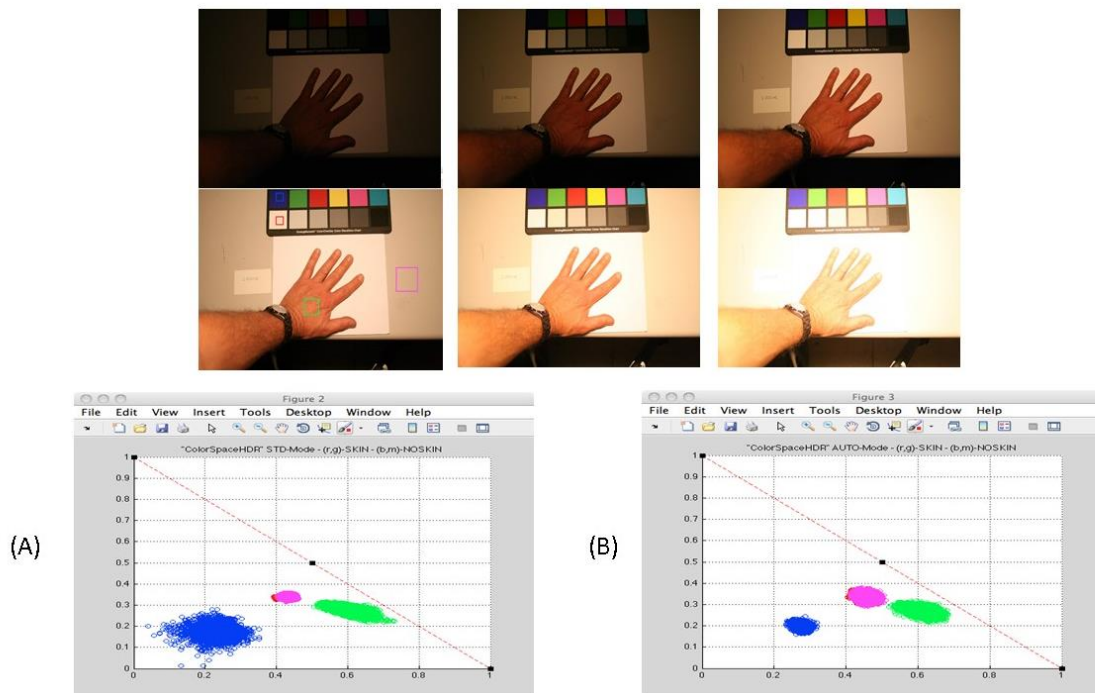 Figure 2
File Edit View Insert Tools Desktop Window Help
"ColorSpaceHDR" STD-Mode - (r,g)-SKIN - (b,m)-NOSKIN
1
0.9
0.8
0.7
0.6
0.5
0.4
0.3
0.2
0.1
0
0 0.2 0.4 0.6 0.8 1
(A)
Figure 3
File Edit View Insert Tools Desktop Window Help
"ColorSpaceHDR" AUTO-Mode - (r,g)-SKIN - (b,m)-NOSKIN
1
0.9
0.8
0.7
0.6
0.5
0.4
0.3
0.2
0.1
0
0 0.2 0.4 0.6 0.8 1
(B)